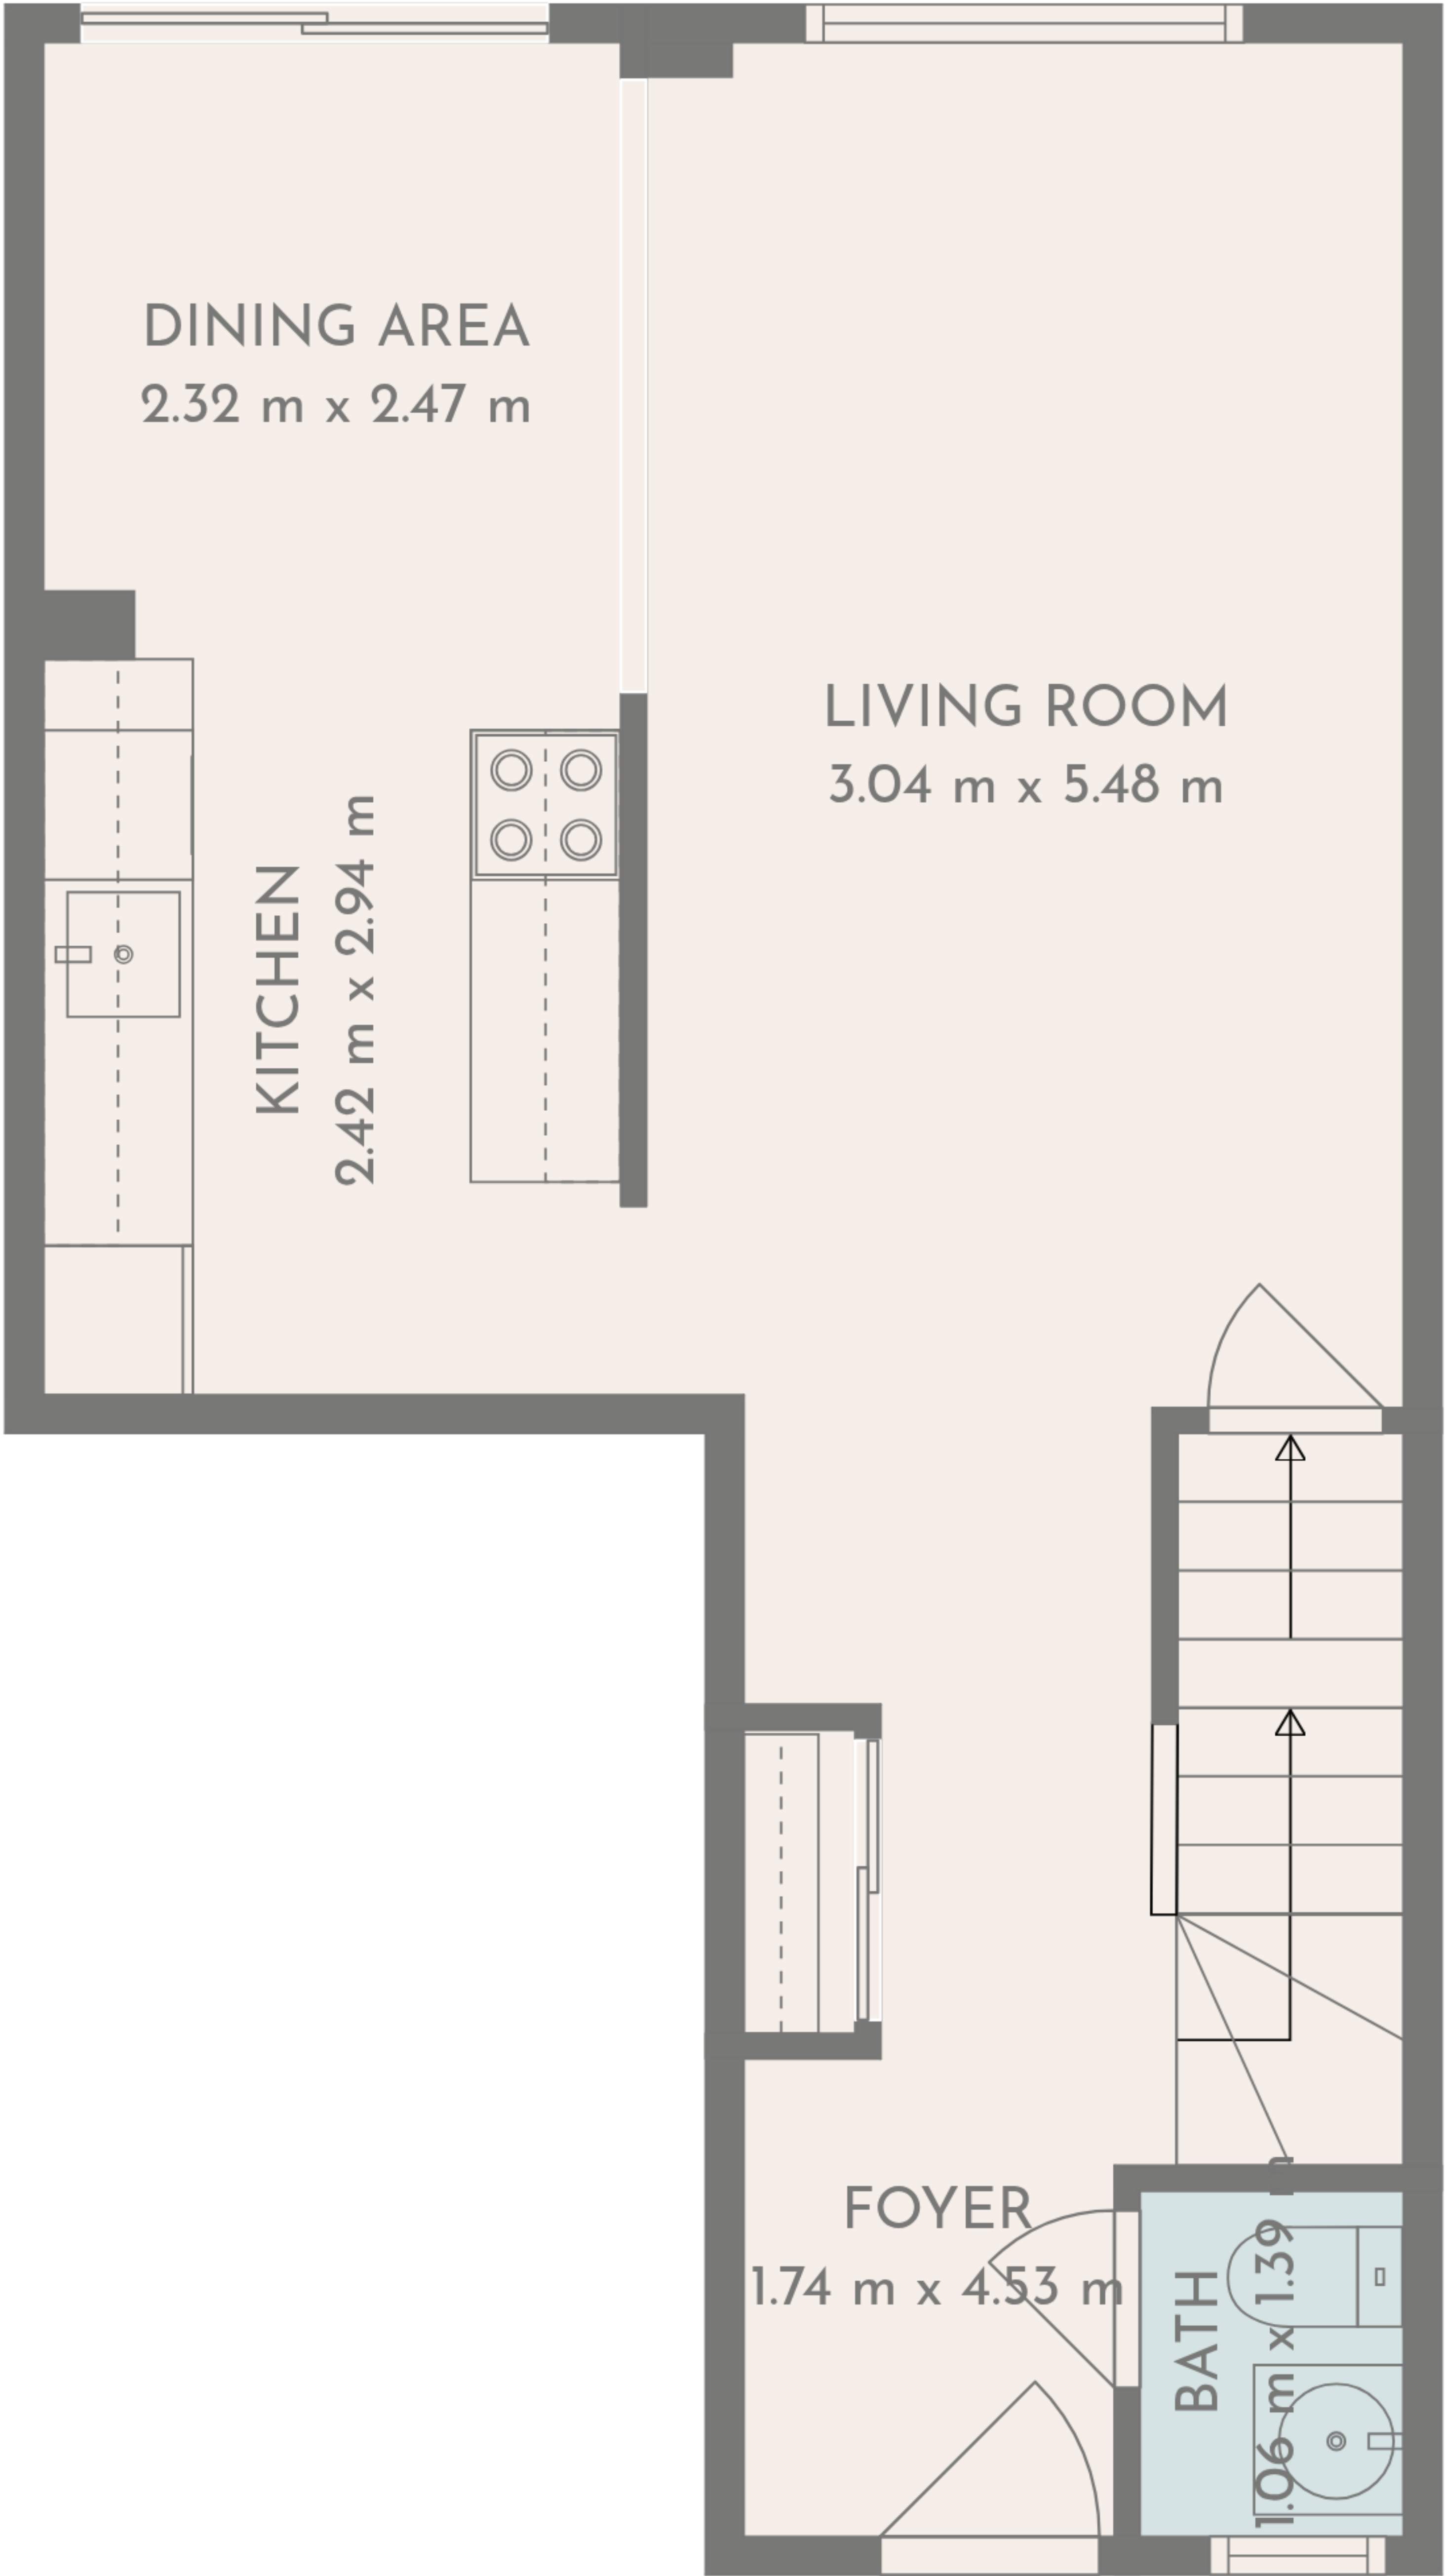 DINING AREA
2.32 m x 2.47 m
LIVING ROOM
3.04 m x 5.48 m
KITCHEN
2.42 m x 2.94 m
FOYER
1.74 m x 4.53 m
BATH
1.06 m x 1.39 m